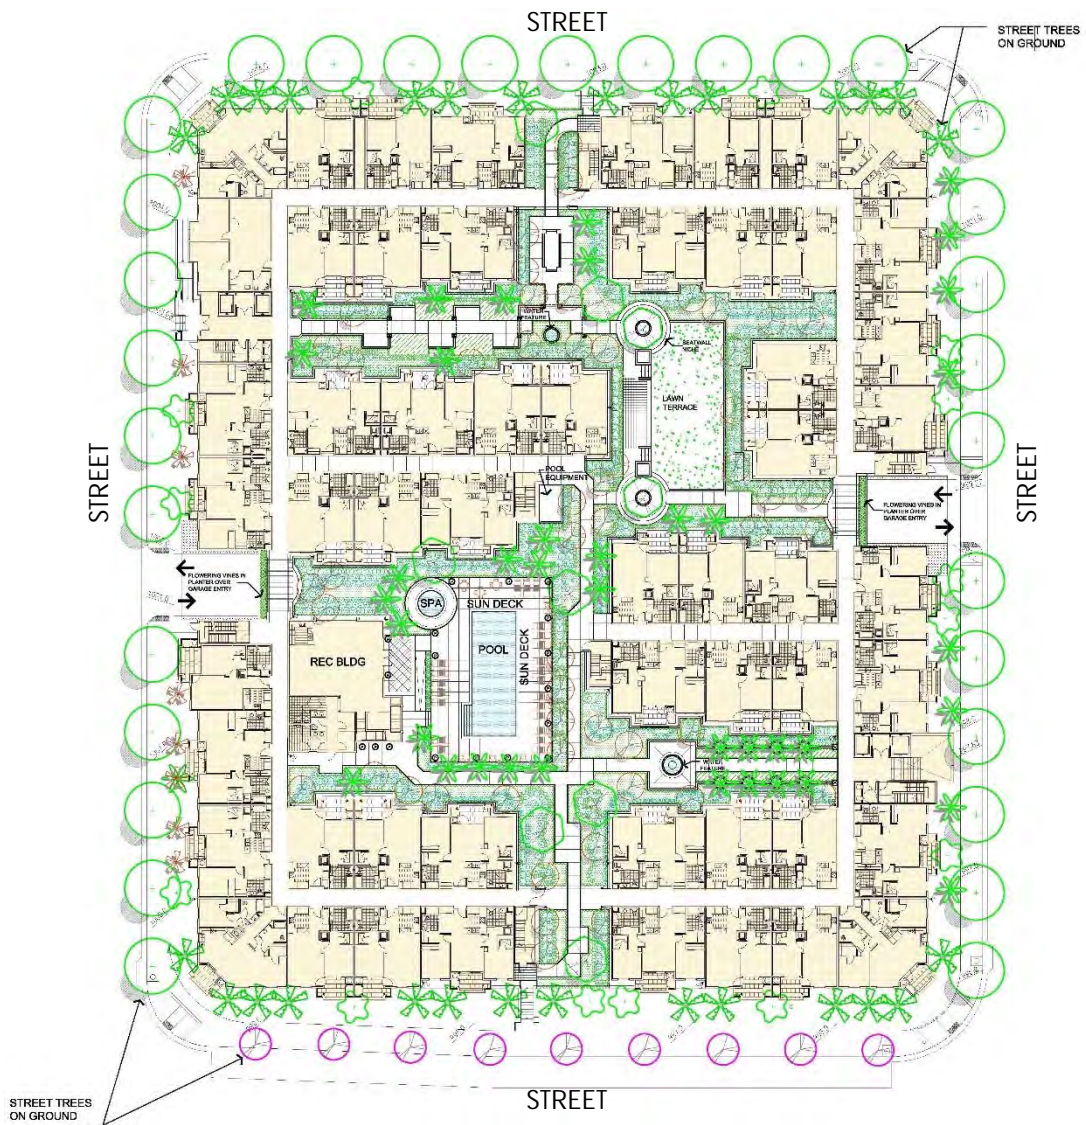 STREET
STREET TREES
ON GROUND
WATER
FEATURE
SEATWALL
NICHE
LAWN
TERRACE
STREET
STREET
POOL
EQUIPMENT
FLOWERING VINES IN
PLANTER OVER
GARAGE ENTRY
FLOWERING VINES IN
PLANTER OVER
GARAGE ENTRY
SPA
SUN DECK
SUN DECK
POOL
REC BLDG
WATER
FEATURE
STREET TREES
ON GROUND
STREET